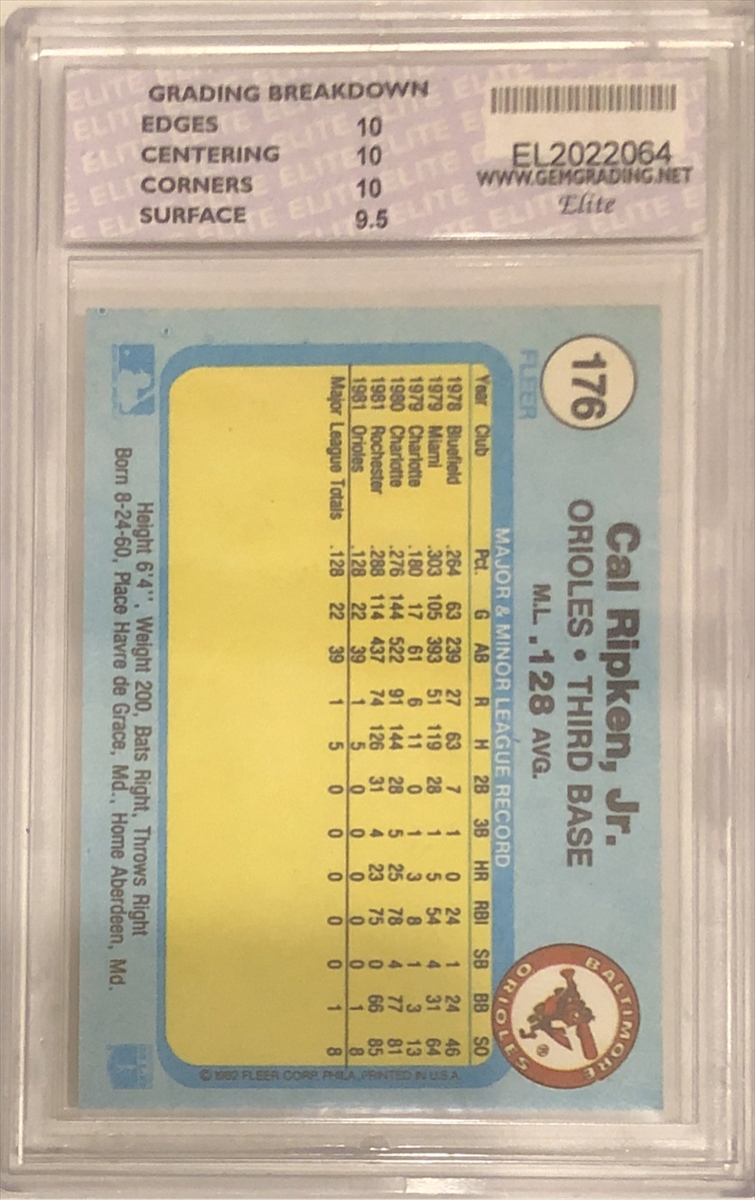 GRADING BREAKDOWN
EDGES 10
CENTERING 10
CORNERS 10
SURFACE 9.5
EL2022064
WWW.GEMGRADING.NET
Elite
176
FLEER
Cal Ripken, Jr.
ORIOLES • THIRD BASE
M.L. .128 AVG.
BALTIMORE ORIOLES ®
MAJOR & MINOR LEAGUE RECORD
Year Club Pct. G AB R H 2B 3B HR RBI SB BB SO
1978 Bluefield .264 63 239 27 63 7 1 0 24 1 24 46
1979 Miami .303 105 393 51 119 28 1 5 54 4 31 64
1979 Charlotte .180 17 61 6 11 0 1 3 8 1 3 13
1980 Charlotte .276 144 522 91 144 28 5 25 78 4 77 81
1981 Rochester .288 114 437 74 126 31 4 23 75 0 66 85
1981 Orioles .128 22 39 1 5 0 0 0 0 0 1 8
Major League Totals .128 22 39 1 5 0 0 0 0 0 1 8
© 1982 FLEER CORP. PHILA. PRINTED IN U.S.A.
Height 6'4'', Weight 200, Bats Right, Throws Right
Born 8-24-60, Place Havre de Grace, Md., Home Aberdeen, Md.